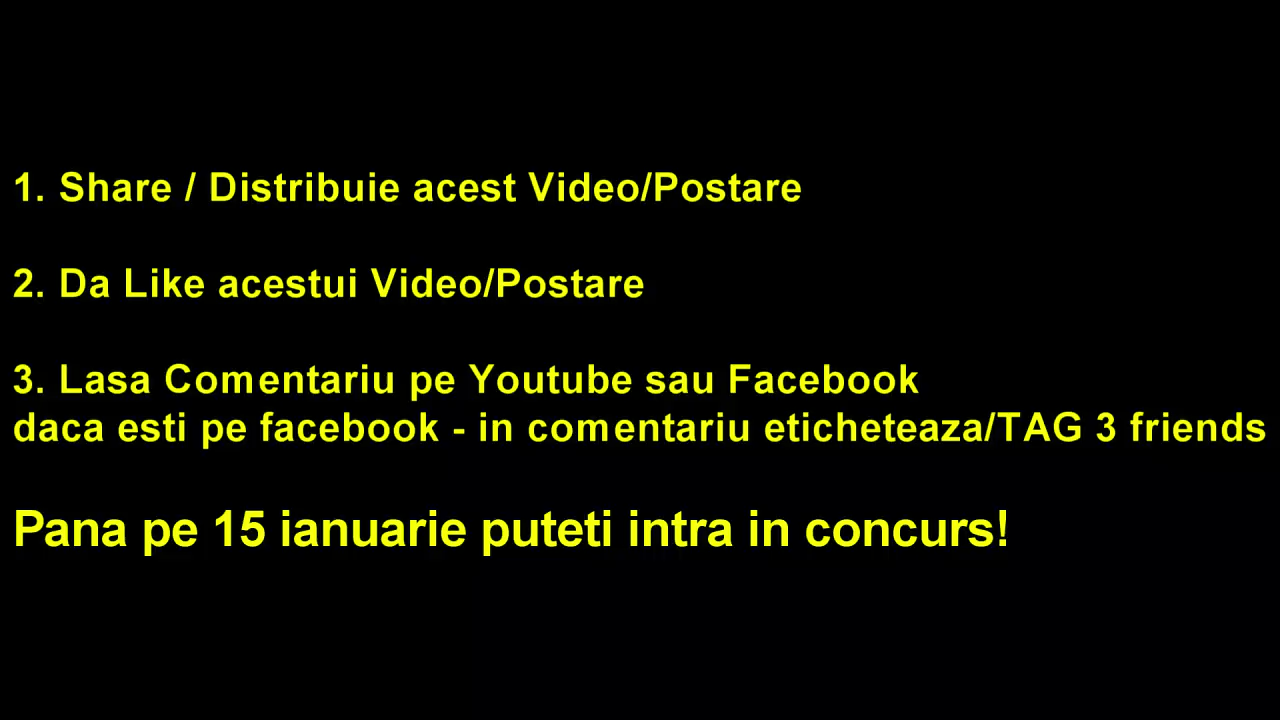 1. Share / Distribuie acest Video/Postare
2. Da Like acestui Video/Postare
3. Lasa Comentariu pe Youtube sau Facebook
daca esti pe facebook - in comentariu eticheteaza/TAG 3 friends
Pana pe 15 ianuarie puteti intra in concurs!